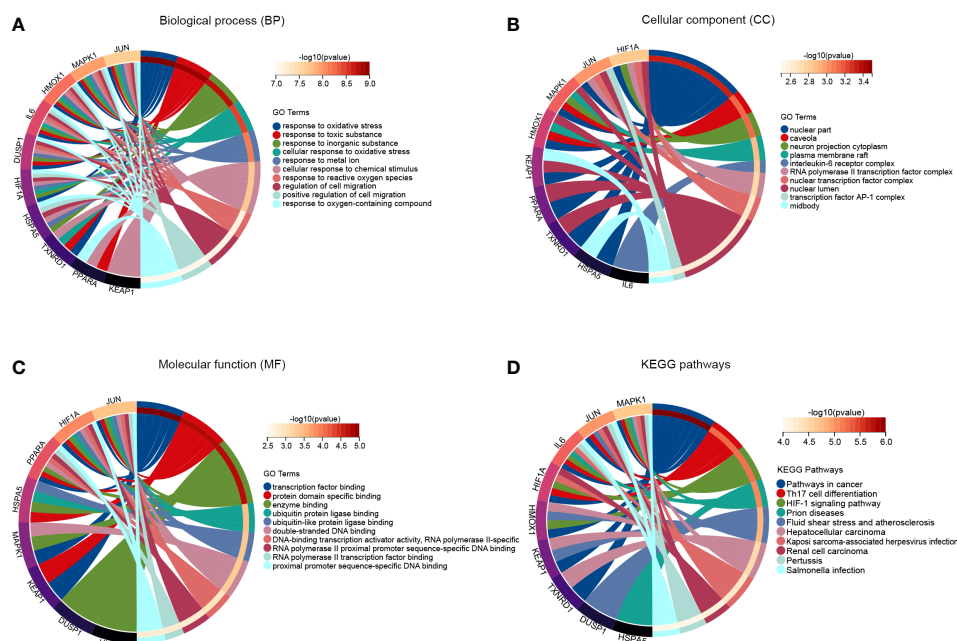 A
Biological process (BP)
-log10(pvalue)
7.0 7.5 8.0 8.5 9.0
GO Terms
response to oxidative stress
response to toxic substance
response to inorganic substance
cellular response to oxidative stress
response to metal ion
cellular response to chemical stimulus
response to reactive oxygen species
regulation of cell migration
positive regulation of cell migration
response to oxygen-containing compound
JUN
MAPK1
HMOX1
IL6
DUSP1
HIF1A
HSPA5
TXNRD1
PPARA
KEAP1
B
Cellular component (CC)
-log10(pvalue)
2.6 2.8 3.0 3.2 3.4
GO Terms
nuclear part
caveola
neuron projection cytoplasm
plasma membrane raft
interleukin-6 receptor complex
RNA polymerase II transcription factor complex
nuclear transcription factor complex
nuclear lumen
transcription factor AP-1 complex
midbody
HIF1A
JUN
MAPK1
HMOX1
KEAP1
PPARA
TXNRD1
HSPA5
IL6
C
Molecular function (MF)
-log10(pvalue)
2.5 3.0 3.5 4.0 4.5 5.0
GO Terms
transcription factor binding
protein domain specific binding
enzyme binding
ubiquitin protein ligase binding
ubiquitin-like protein ligase binding
double-stranded DNA binding
DNA-binding transcription activator activity, RNA polymerase II-specific
RNA polymerase II proximal promoter sequence-specific DNA binding
RNA polymerase II transcription factor binding
proximal promoter sequence-specific DNA binding
JUN
HIF1A
PPARA
HSPA5
MAPK1
KEAP1
DUSP1
D
KEGG pathways
-log10(pvalue)
4.0 4.5 5.0 5.5 6.0
KEGG Pathways
Pathways in cancer
Th17 cell differentiation
HIF-1 signaling pathway
Prion diseases
Fluid shear stress and atherosclerosis
Hepatocellular carcinoma
Kaposi sarcoma-associated herpesvirus infection
Renal cell carcinoma
Pertussis
Salmonella infection
MAPK1
JUN
IL6
HIF1A
HMOX1
KEAP1
TXNRD1
DUSP1
HSPA5